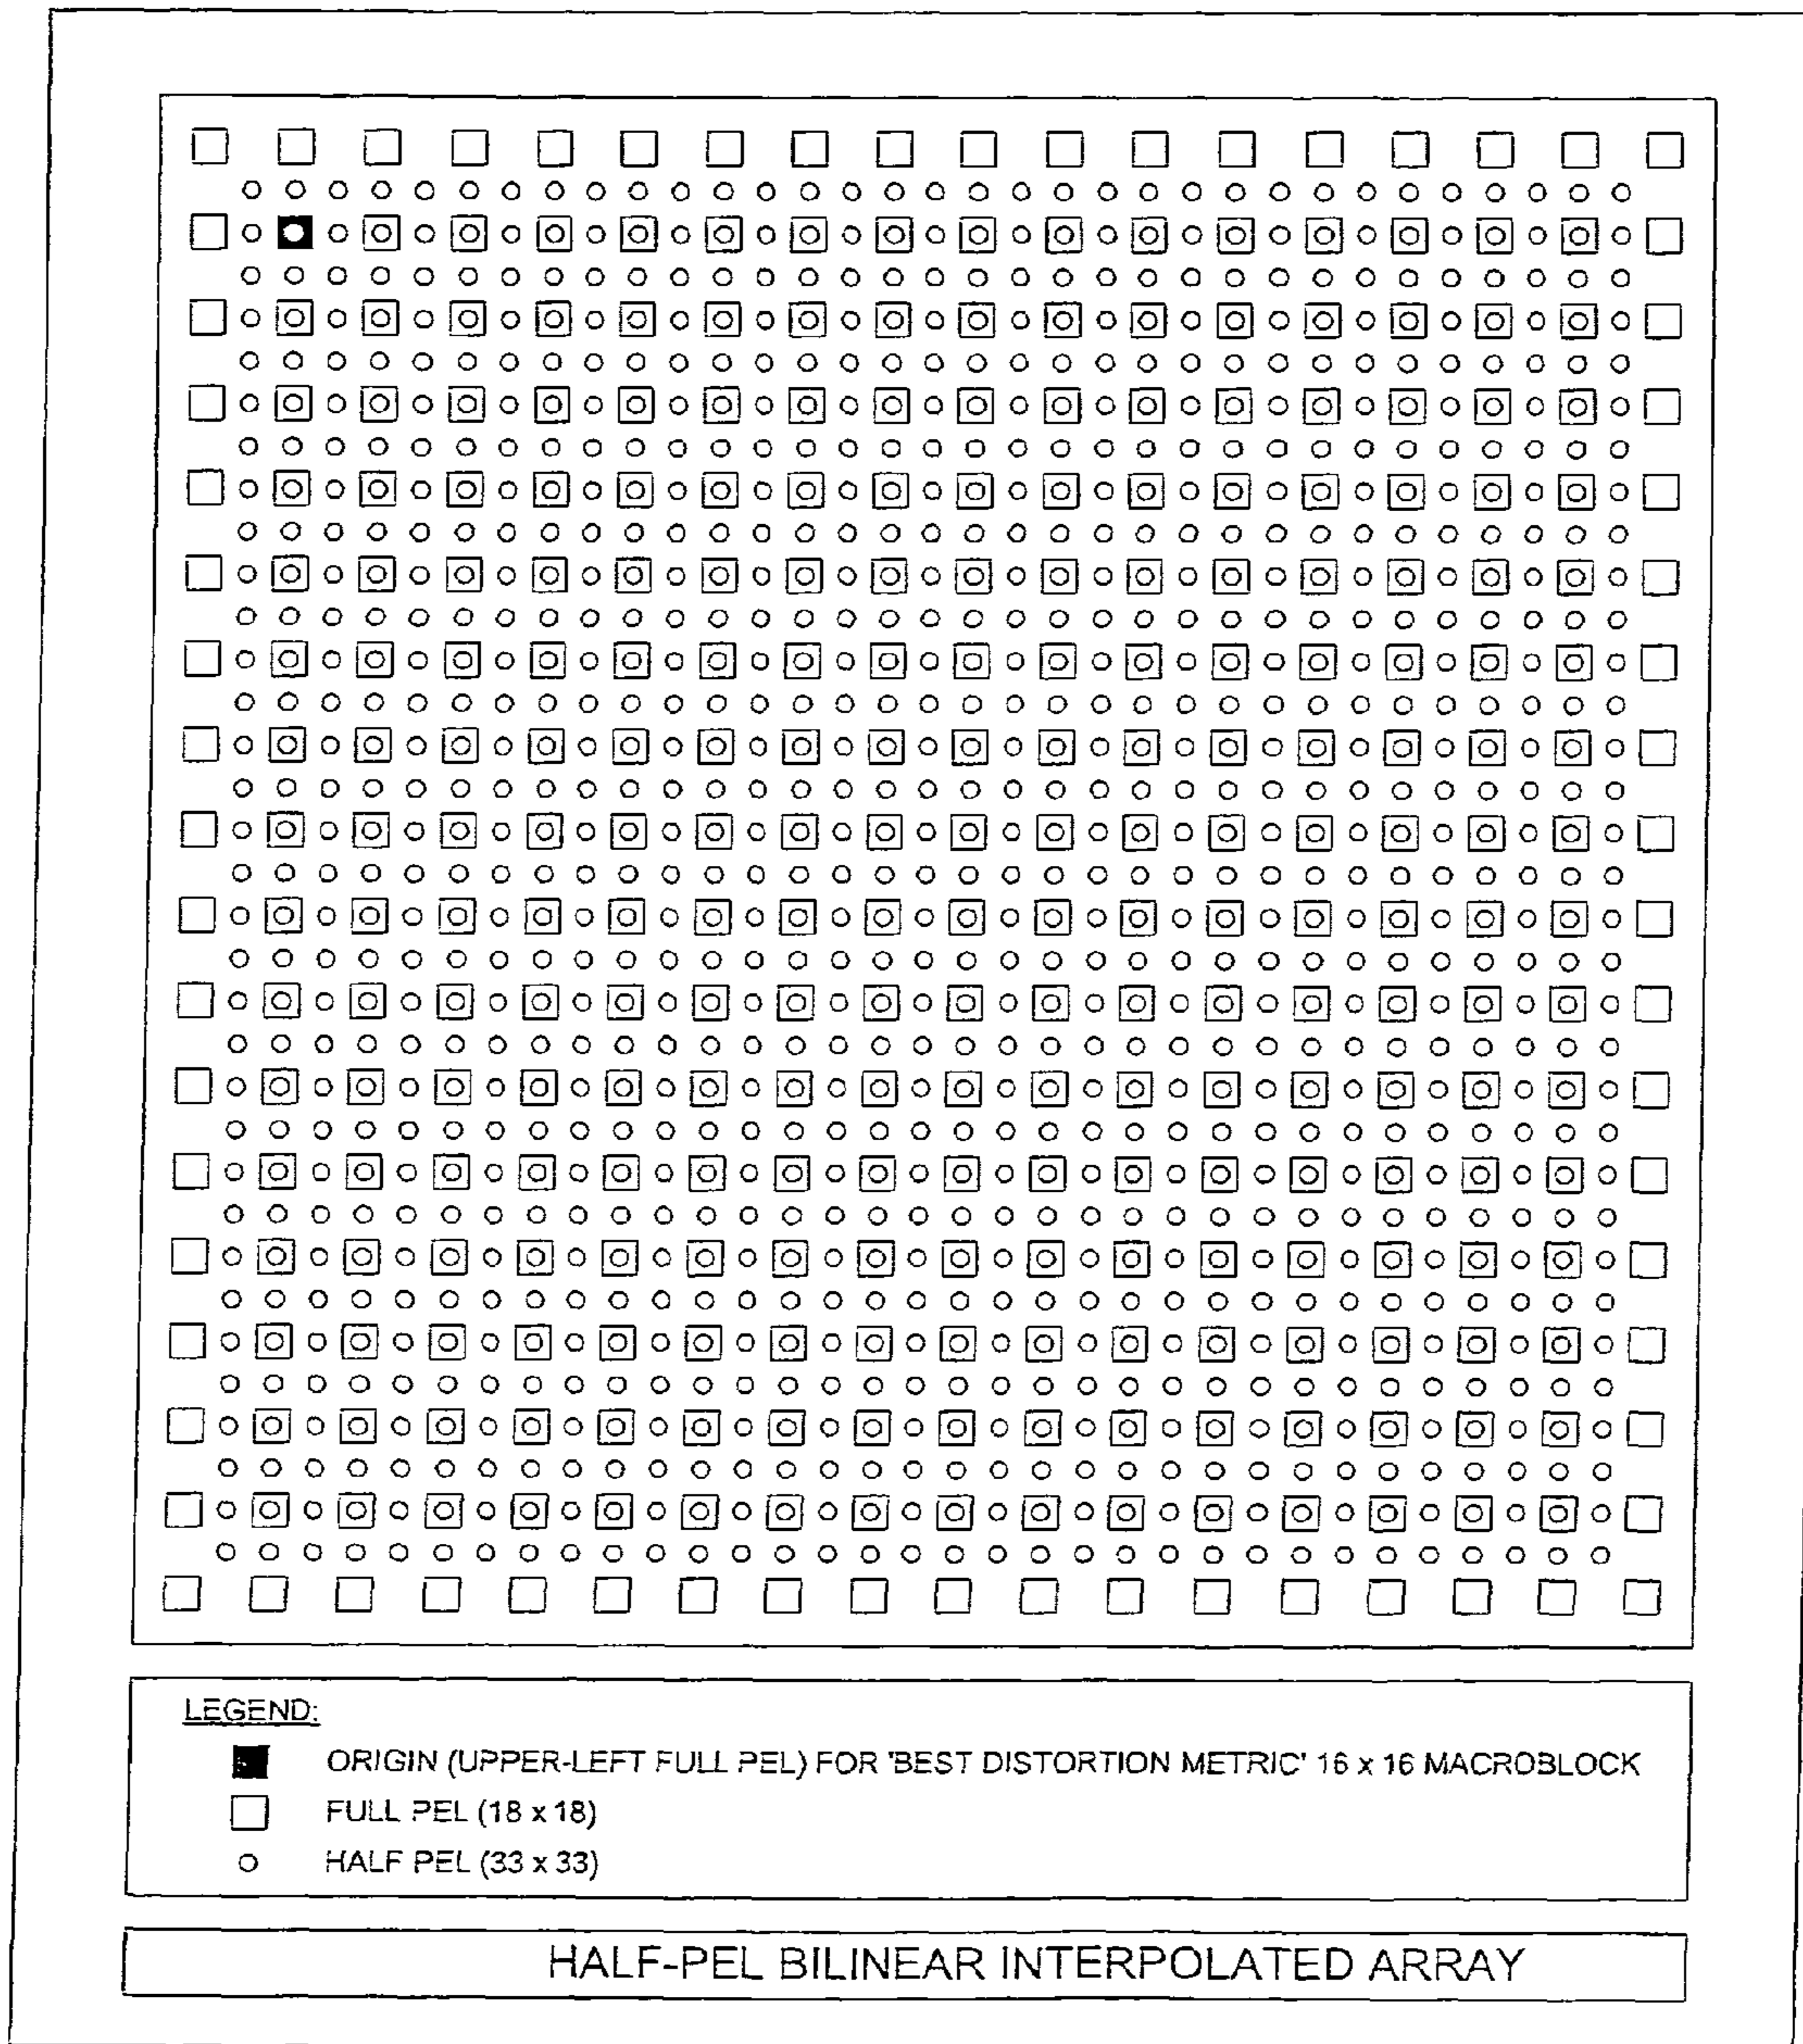 LEGEND:
ORIGIN (UPPER-LEFT FULL PEL) FOR 'BEST DISTORTION METRIC' 16 x 16 MACROBLOCK
FULL PEL (18 x 18)
HALF PEL (33 x 33)
HALF-PEL BILINEAR INTERPOLATED ARRAY